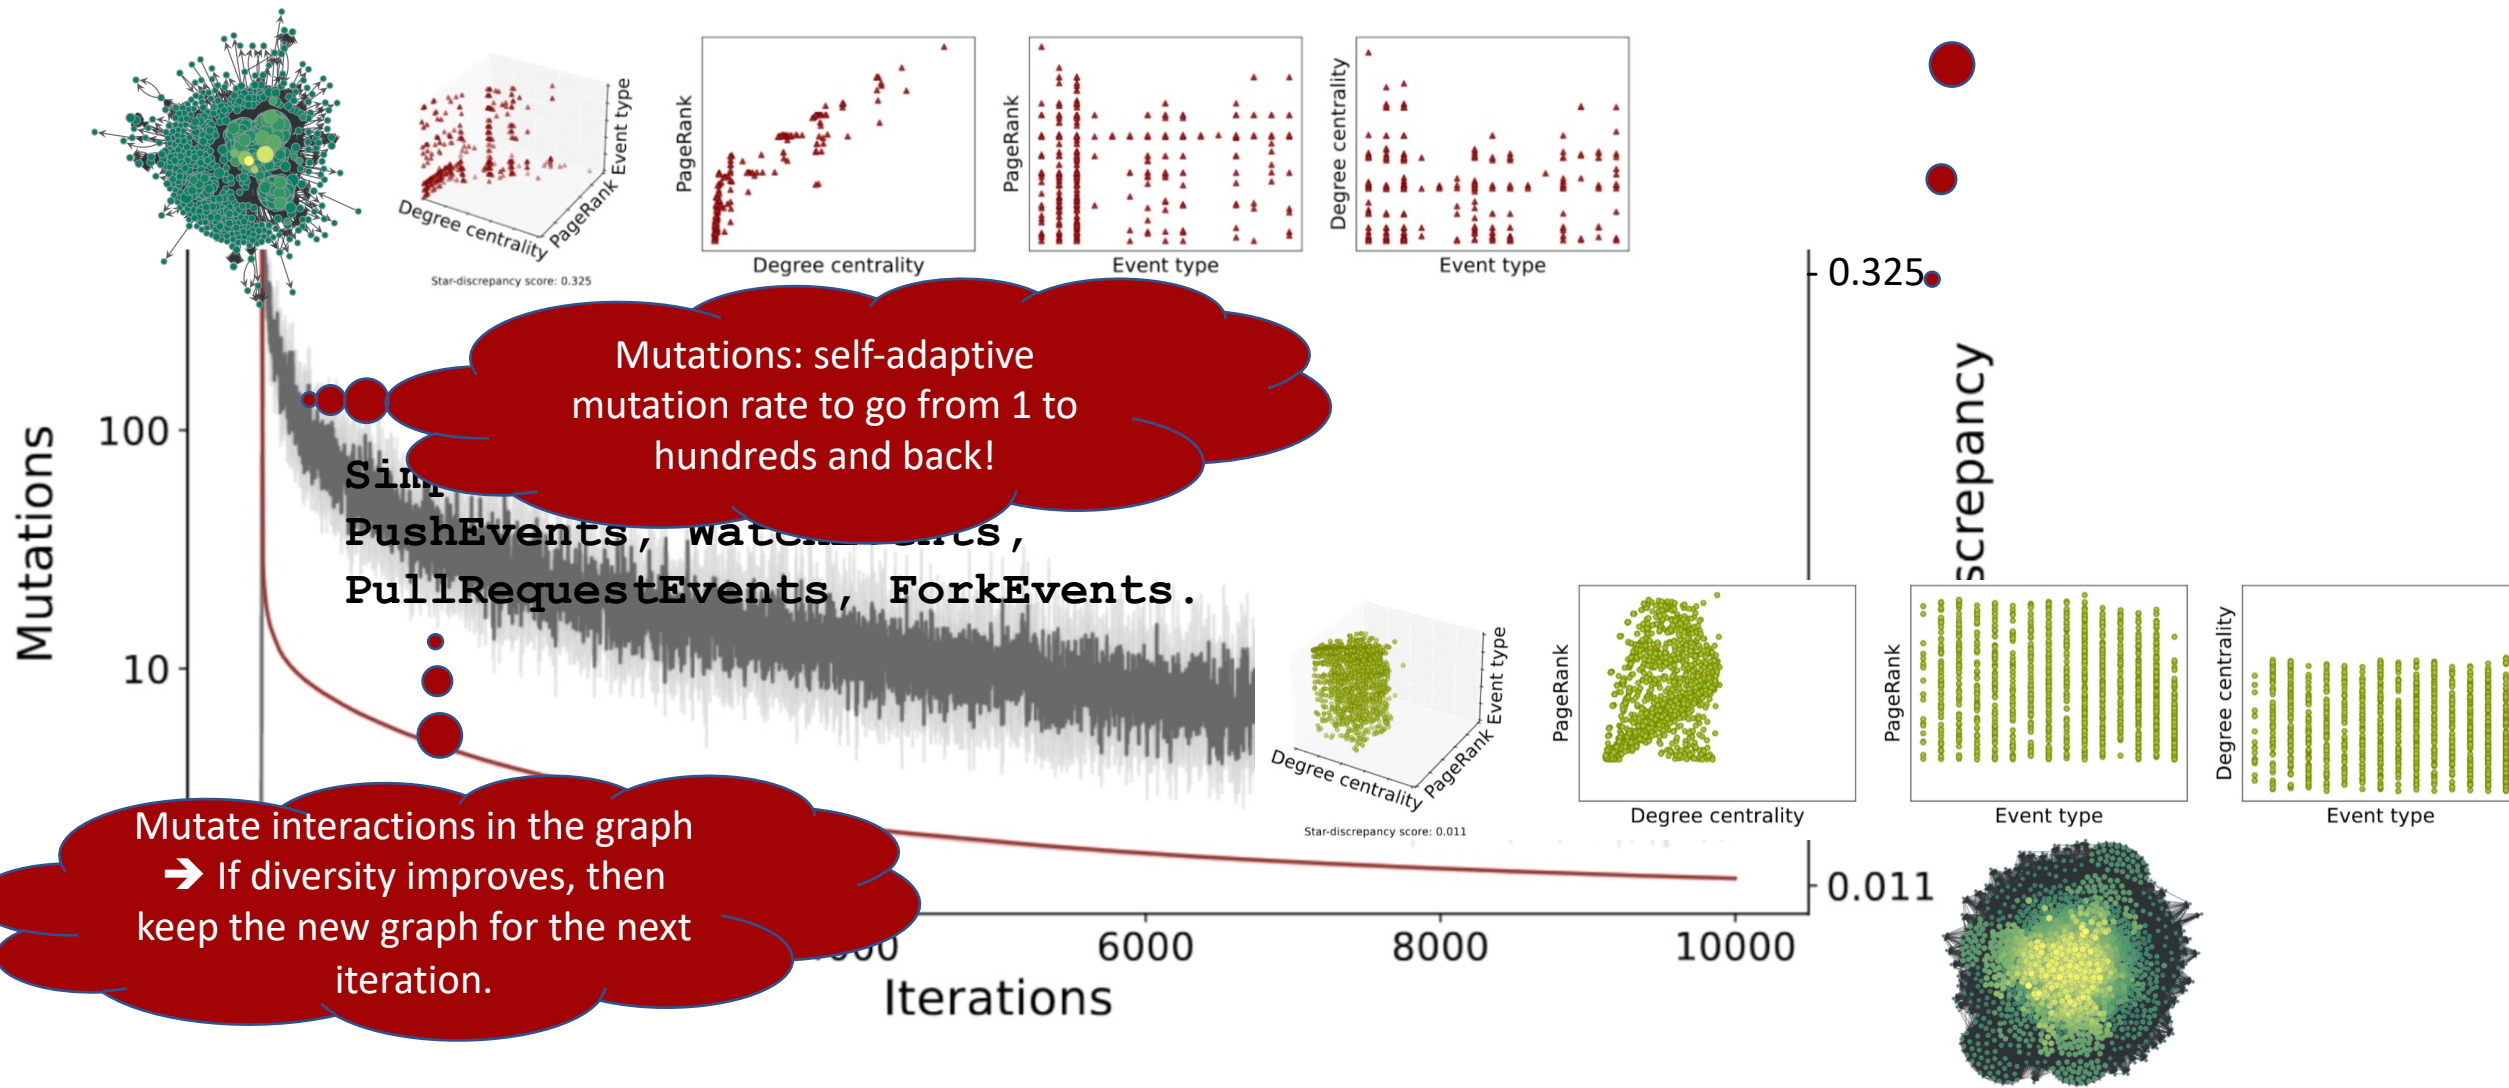 PageRank
Degree centrality
PageRank
Event type
Degree centrality
Event type
Degree centrality
PageRank
Event type
Star-discrepancy score: 0.325
0.325
Mutations: self-adaptive
mutation rate to go from 1 to
hundreds and back!
Mutations
100
10
PushEvents,
PullRequestEvents, ForkEvents.
Degree centrality
PageRank
Event type
Star-discrepancy score: 0.011
PageRank
Degree centrality
PageRank
Event type
Degree centrality
Event type
Mutate interactions in the graph
➔ If diversity improves, then
keep the new graph for the next
iteration.
0.011
6000
8000
10000
Iterations